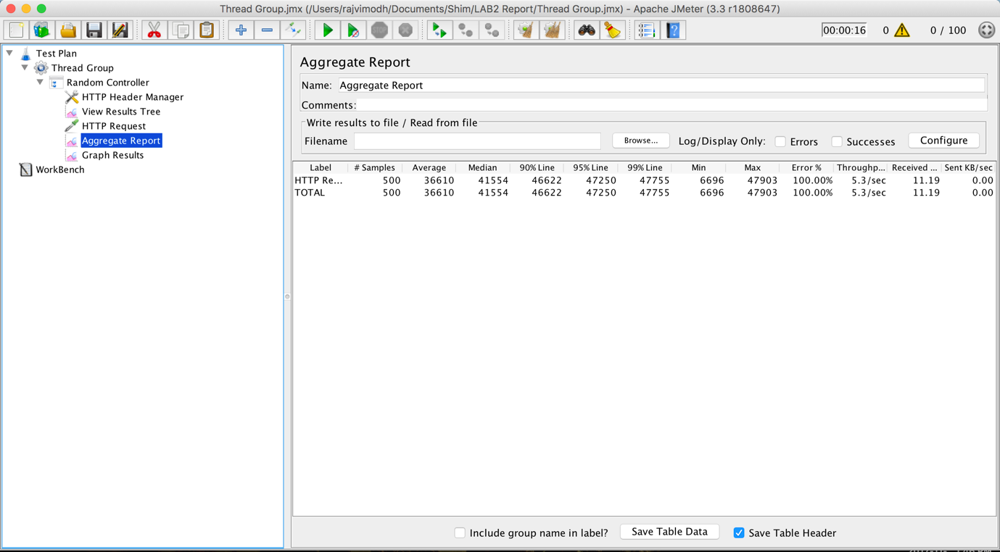 Thread Group.jmx (/Users/rajvimodh/Documents/Shim/LAB2 Report/Thread Group.jmx) - Apache JMeter (3.3 r1808647)
00:00:16 0 0 / 100
Test Plan
Thread Group
Random Controller
HTTP Header Manager
View Results Tree
HTTP Request
Aggregate Report
Graph Results
WorkBench
Aggregate Report
Name: Aggregate Report
Comments:
Write results to file / Read from file
Filename Browse... Log/Display Only: Errors Successes Configure
Label # Samples Average Median 90% Line 95% Line 99% Line Min Max Error % Throughp... Received ... Sent KB/sec
HTTP Re... 500 36610 41554 46622 47250 47755 6696 47903 100.00% 5.3/sec 11.19 0.00
TOTAL 500 36610 41554 46622 47250 47755 6696 47903 100.00% 5.3/sec 11.19 0.00
Include group name in label? Save Table Data Save Table Header